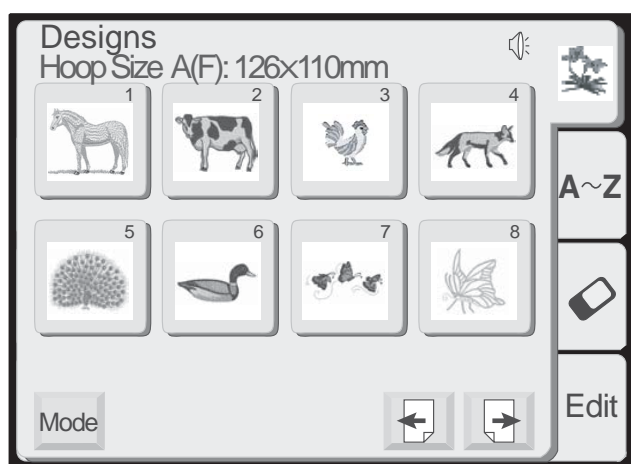 Designs
Hoop Size A(F): 126×110mm
1 2 3 4
A~Z
5 6 7 8
Mode
Edit